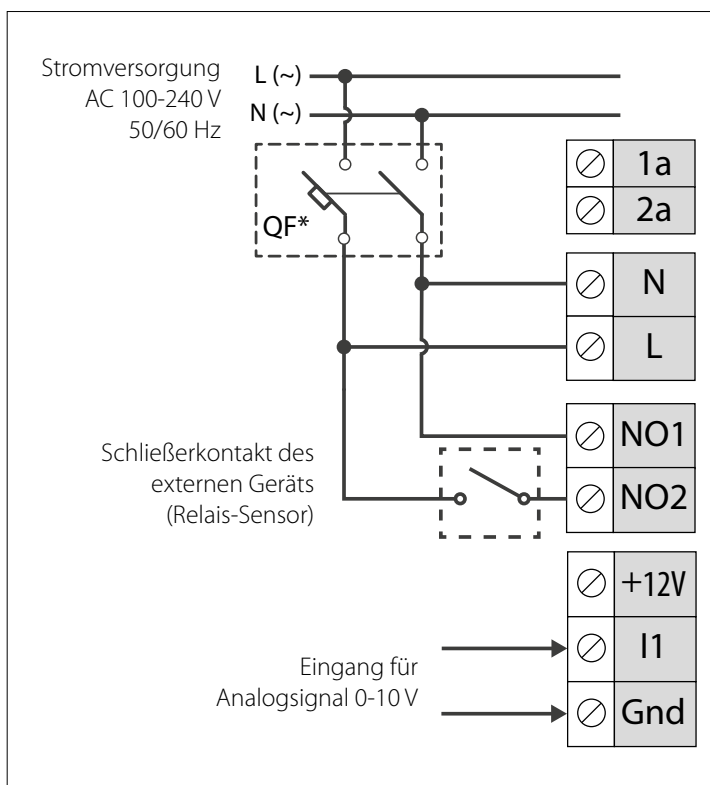 Stromversorgung
AC 100-240 V
50/60 Hz
L (~)
N (~)
QF*
1a
2a
N
L
Schließerkontakt des
externen Geräts
(Relais-Sensor)
NO1
NO2
+12V
I1
Gnd
Eingang für
Analogsignal 0-10 V